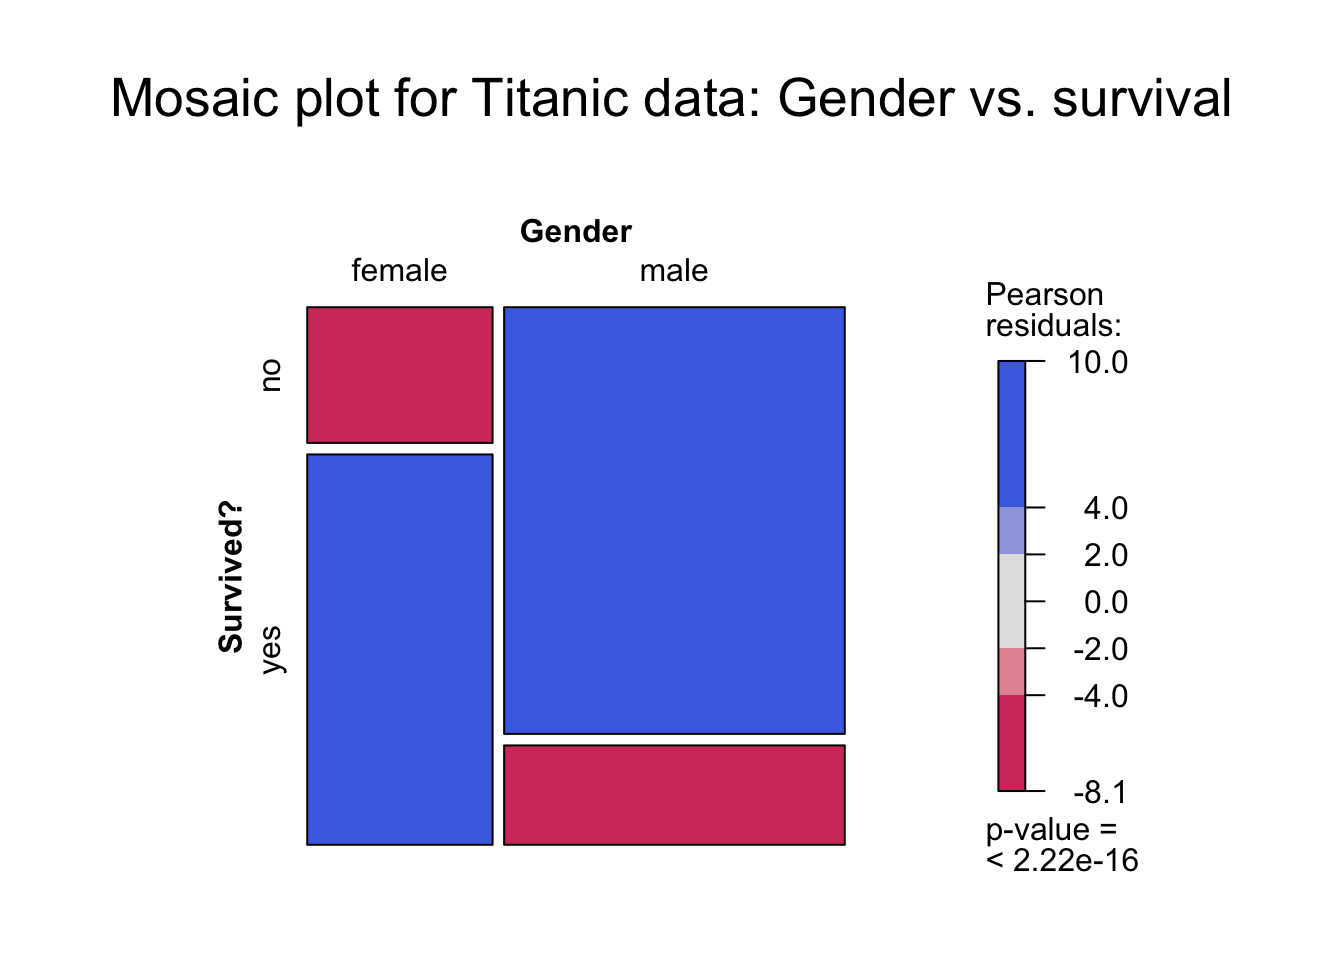 Mosaic plot for Titanic data: Gender vs. survival
Gender
female male
Survived?
no
yes
Pearson
residuals:
10.0
4.0
2.0
0.0
-2.0
-4.0
-8.1
p-value =
< 2.22e-16